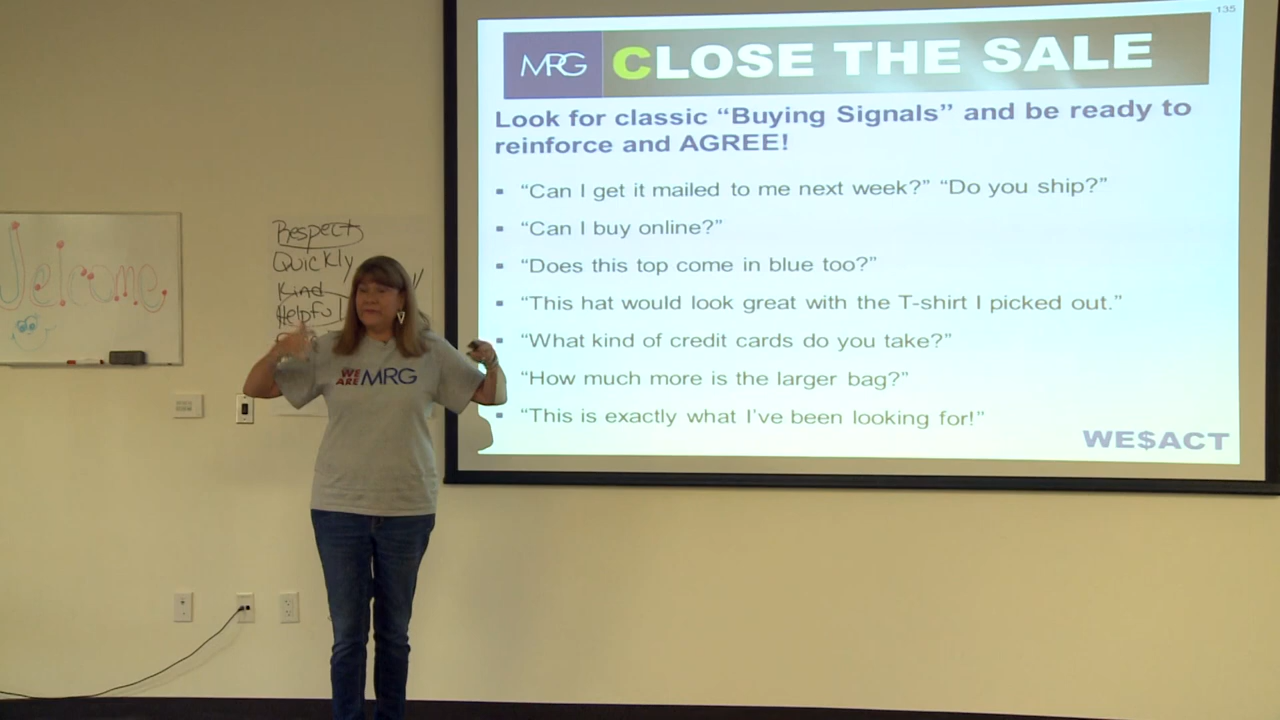 135
MRG CLOSE THE SALE
Look for classic “Buying Signals” and be ready to
reinforce and AGREE!
▪ “Can I get it mailed to me next week?” “Do you ship?”
▪ “Can I buy online?”
▪ “Does this top come in blue too?”
▪ “This hat would look great with the T-shirt I picked out.”
▪ “What kind of credit cards do you take?”
“How much more is the larger bag?”
▪ “This is exactly what I’ve been looking for!”
WE$ACT
Welcome.
Respect
Quickly
Kind
Helpful
WE ARE MRG